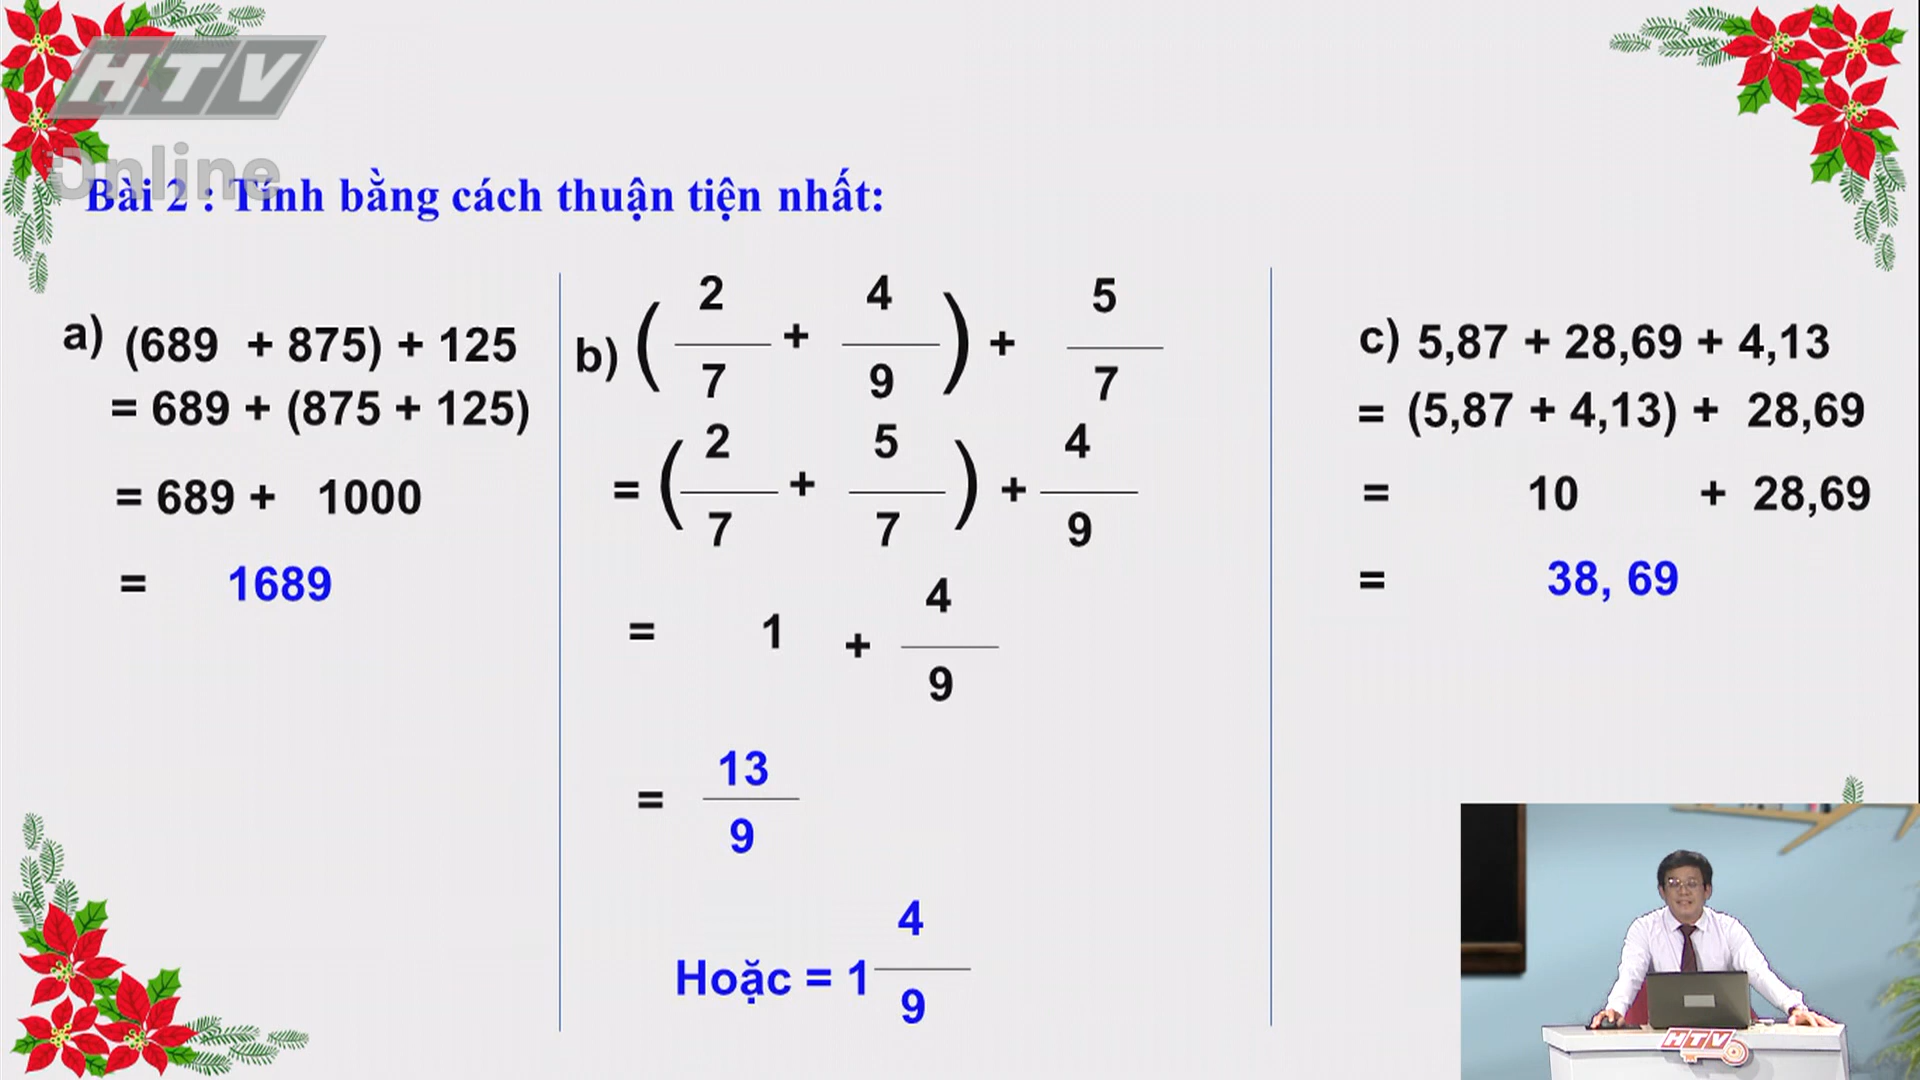 HTV
Online
Bài 2 : Tính bằng cách thuận tiện nhất:
a) (689 + 875) + 125
= 689 + (875 + 125)
= 689 + 1000
= 1689
b) ( 2/7 + 4/9 ) + 5/7
= ( 2/7 + 5/7 ) + 4/9
= 1 + 4/9
= 13/9
Hoặc = 1 4/9
c) 5,87 + 28,69 + 4,13
= (5,87 + 4,13) + 28,69
= 10 + 28,69
= 38, 69
HTV